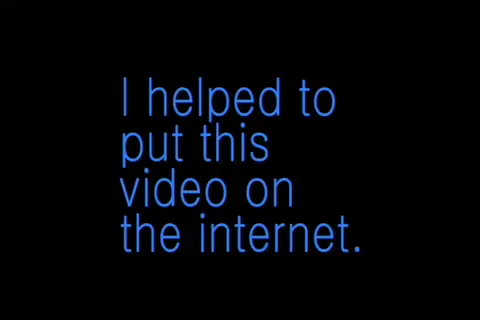 I helped to
put this
video on
the internet.